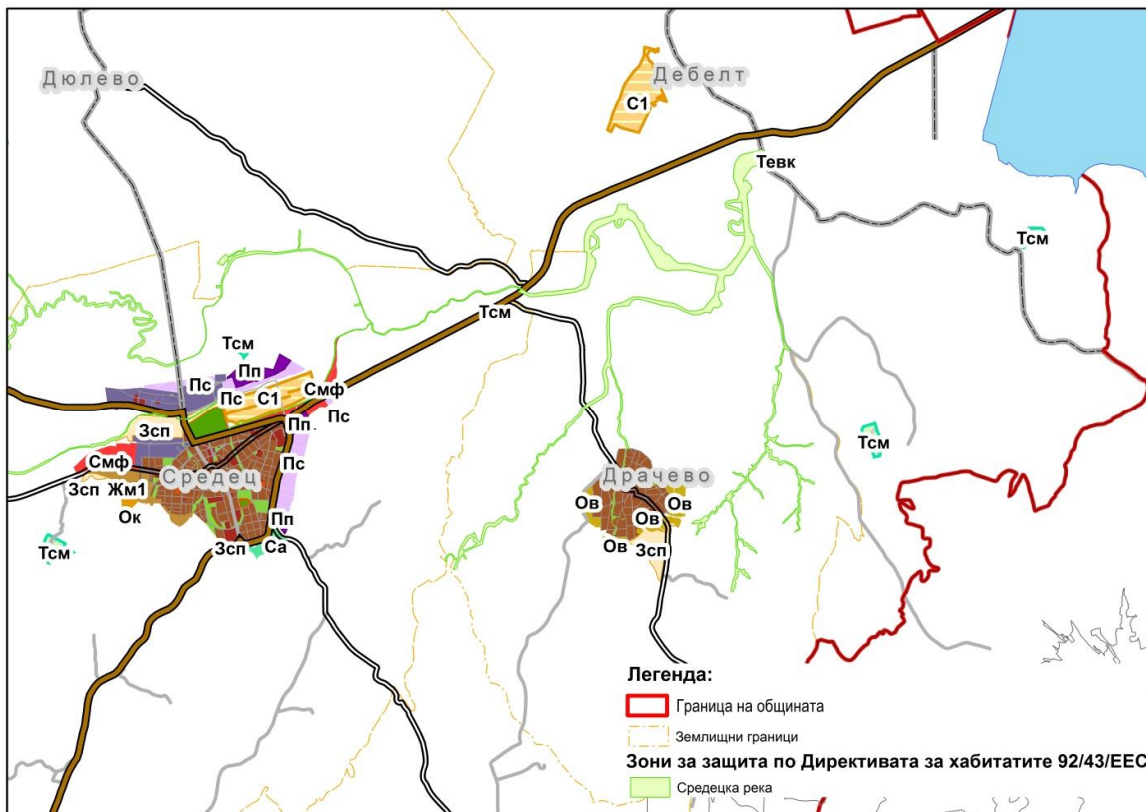 Дюлево
Дебелт
С1
Тевк
Тсм
Тсм
Тсм
Пп
Пс
Пс
С1
Смф
Пс
Пп.
Зсп
Смф
Пс
Средец
Зсп
Жм1
Ок
Пп
Тсм
Зсп
Са
Тсм
Драчево
Ов
Ов
Ов
Ов
Зсп
Легенда:
Граница на общината
Землищни граници
Зони за защита по Директивата за хабитатите 92/43/EEC
Средецка река